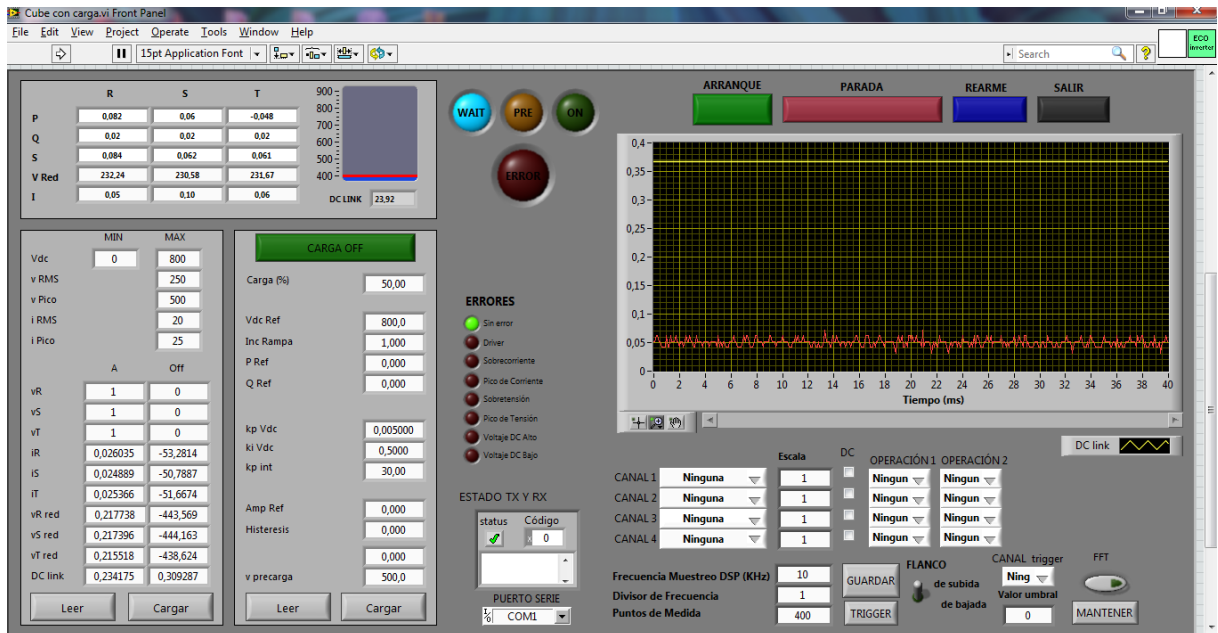 Cube con carga.vi Front Panel
File Edit View Project Operate Tools Window Help
15pt Application Font
Search
ECO
inverter
R S T
P 0,082 0,06 -0,048
Q 0,02 0,02 0,02
S 0,084 0,062 0,061
V Red 232,24 230,58 231,67
I 0,05 0,10 0,06
900
800
700
600
500
400
DC LINK 23,92
WAIT PRE ON
ERROR
ARRANQUE PARADA REARME SALIR
MIN MAX
Vdc 0 800
v RMS 250
v Pico 500
i RMS 20
i Pico 25
A Off
vR 1 0
vS 1 0
vT 1 0
iR 0,026035 -53,2814
iS 0,024889 -50,7887
iT 0,025366 -51,6674
vR red 0,217738 -443,569
vS red 0,217396 -444,163
vT red 0,215518 -438,624
DC link 0,234175 0,309287
Leer Cargar
CARGA OFF
Carga (%) 50,00
Vdc Ref 800,0
Inc Rampa 1,000
P Ref 0,000
Q Ref 0,000
kp Vdc 0,005000
ki Vdc 0,5000
kp int 30,00
Amp Ref 0,000
Histeresis 0,000
0,000
v precarga 500,0
Leer Cargar
ERRORES
Sin error
Driver
Sobrecorriente
Pico de Corriente
Sobretensión
Pico de Tensión
Voltaje DC Alto
Voltaje DC Bajo
ESTADO TX Y RX
status Código
x 0
PUERTO SERIE
COM1
0,4
0,35
0,3
0,25
0,2
0,15
0,1
0,05
0
0 2 4 6 8 10 12 14 16 18 20 22 24 26 28 30 32 34 36 38 40
Tiempo (ms)
DC link
Escala DC OPERACIÓN 1 OPERACIÓN 2
CANAL 1 Ninguna 1 Ningun Ningun
CANAL 2 Ninguna 1 Ningun Ningun
CANAL 3 Ninguna 1 Ningun Ningun
CANAL 4 Ninguna 1 Ningun Ningun
Frecuencia Muestreo DSP (KHz) 10
Divisor de Frecuencia 1
Puntos de Medida 400
GUARDAR
TRIGGER
FLANCO
de subida
de bajada
CANAL trigger
Ning
Valor umbral
0
FFT
MANTENER